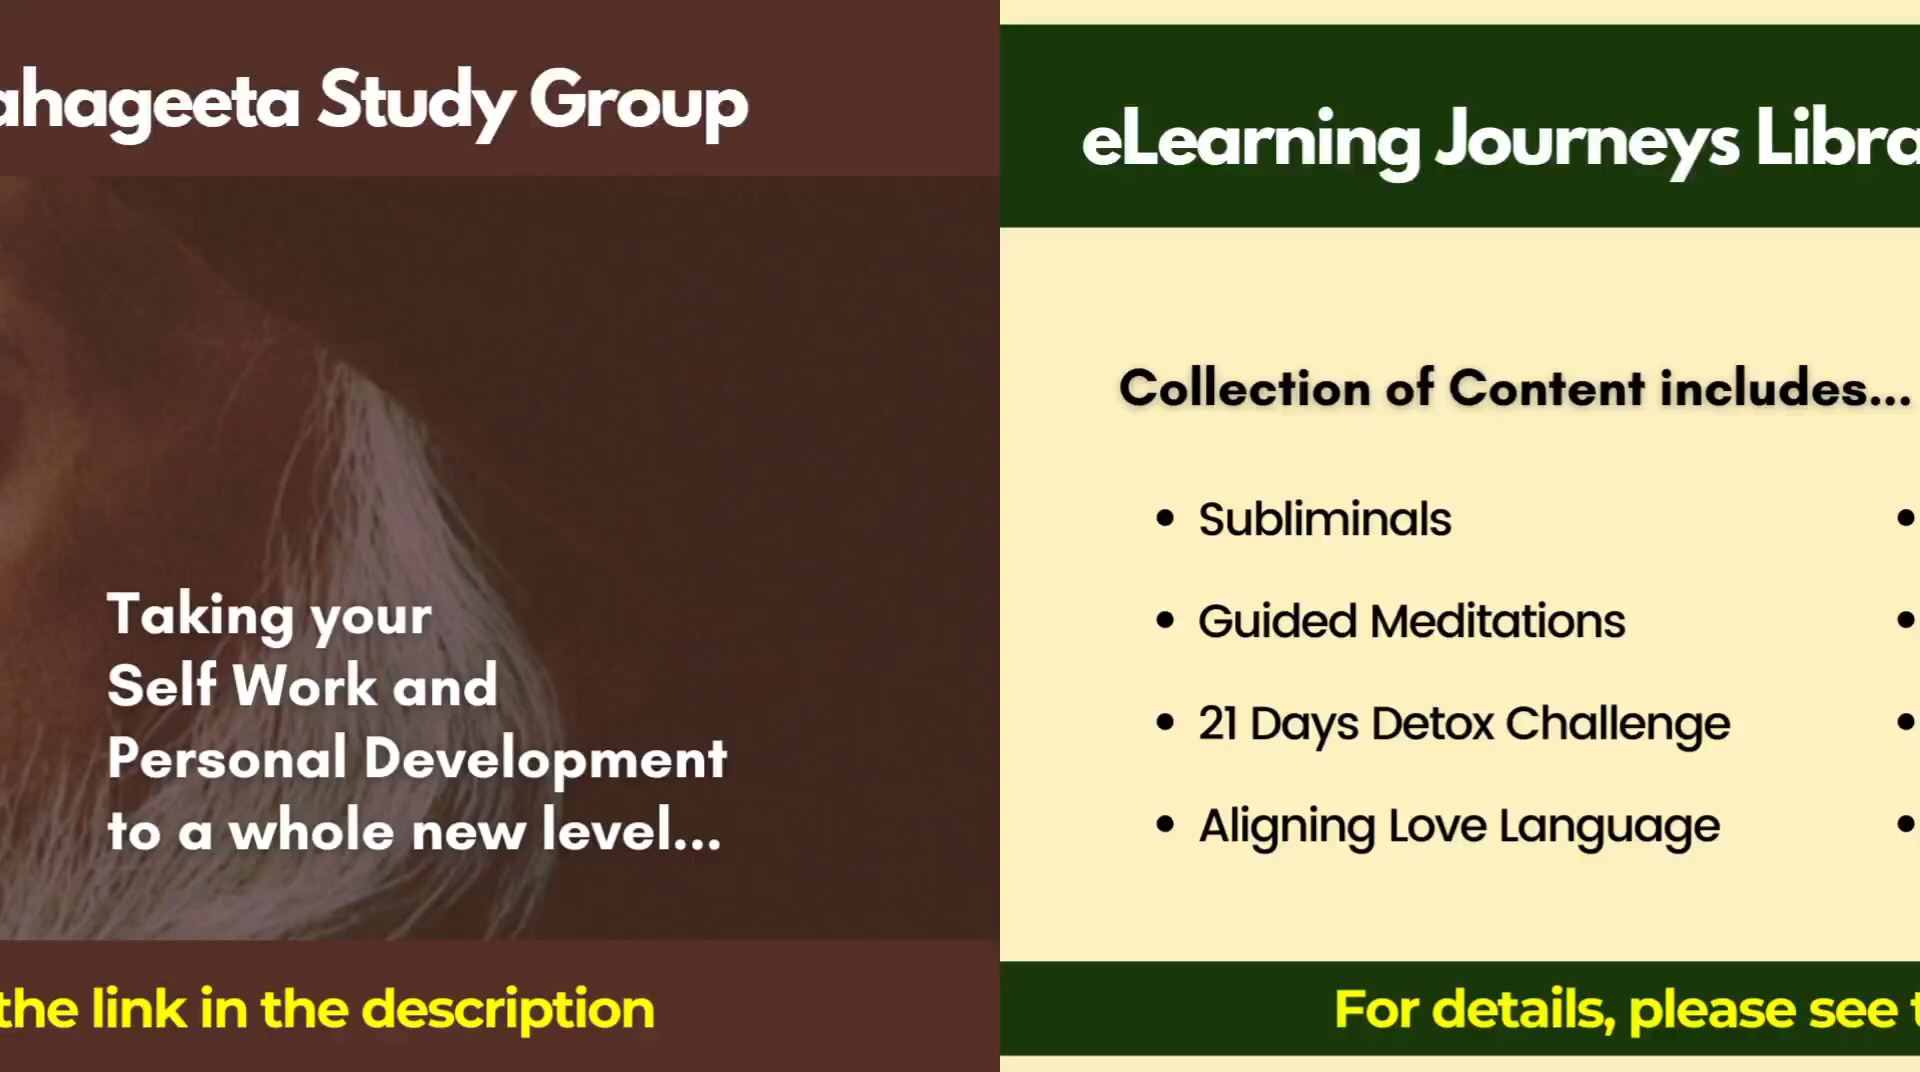 ahageeta Study Group
Taking your
Self Work and
Personal Development
to a whole new level...
the link in the description
eLearning Journeys Libra
Collection of Content includes...
• Subliminals
• Guided Meditations
• 21 Days Detox Challenge
• Aligning Love Language
For details, please see t